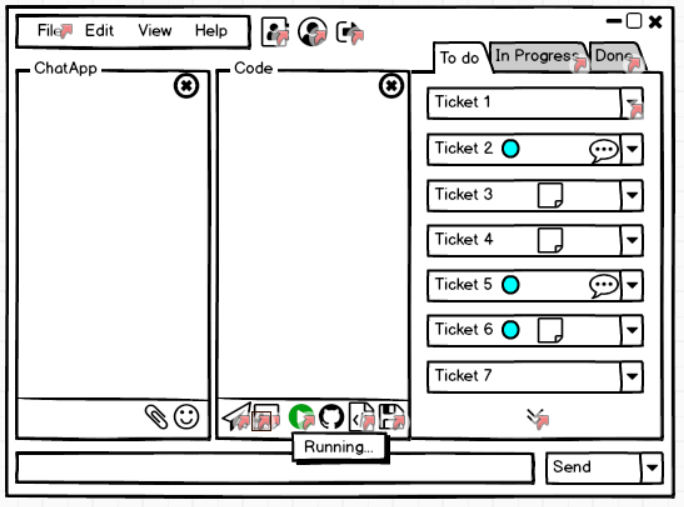 File Edit View Help
ChatApp
Code
To do
In Progress
Done
Ticket 1
Ticket 2
Ticket 3
Ticket 4
Ticket 5
Ticket 6
Ticket 7
Running...
Send